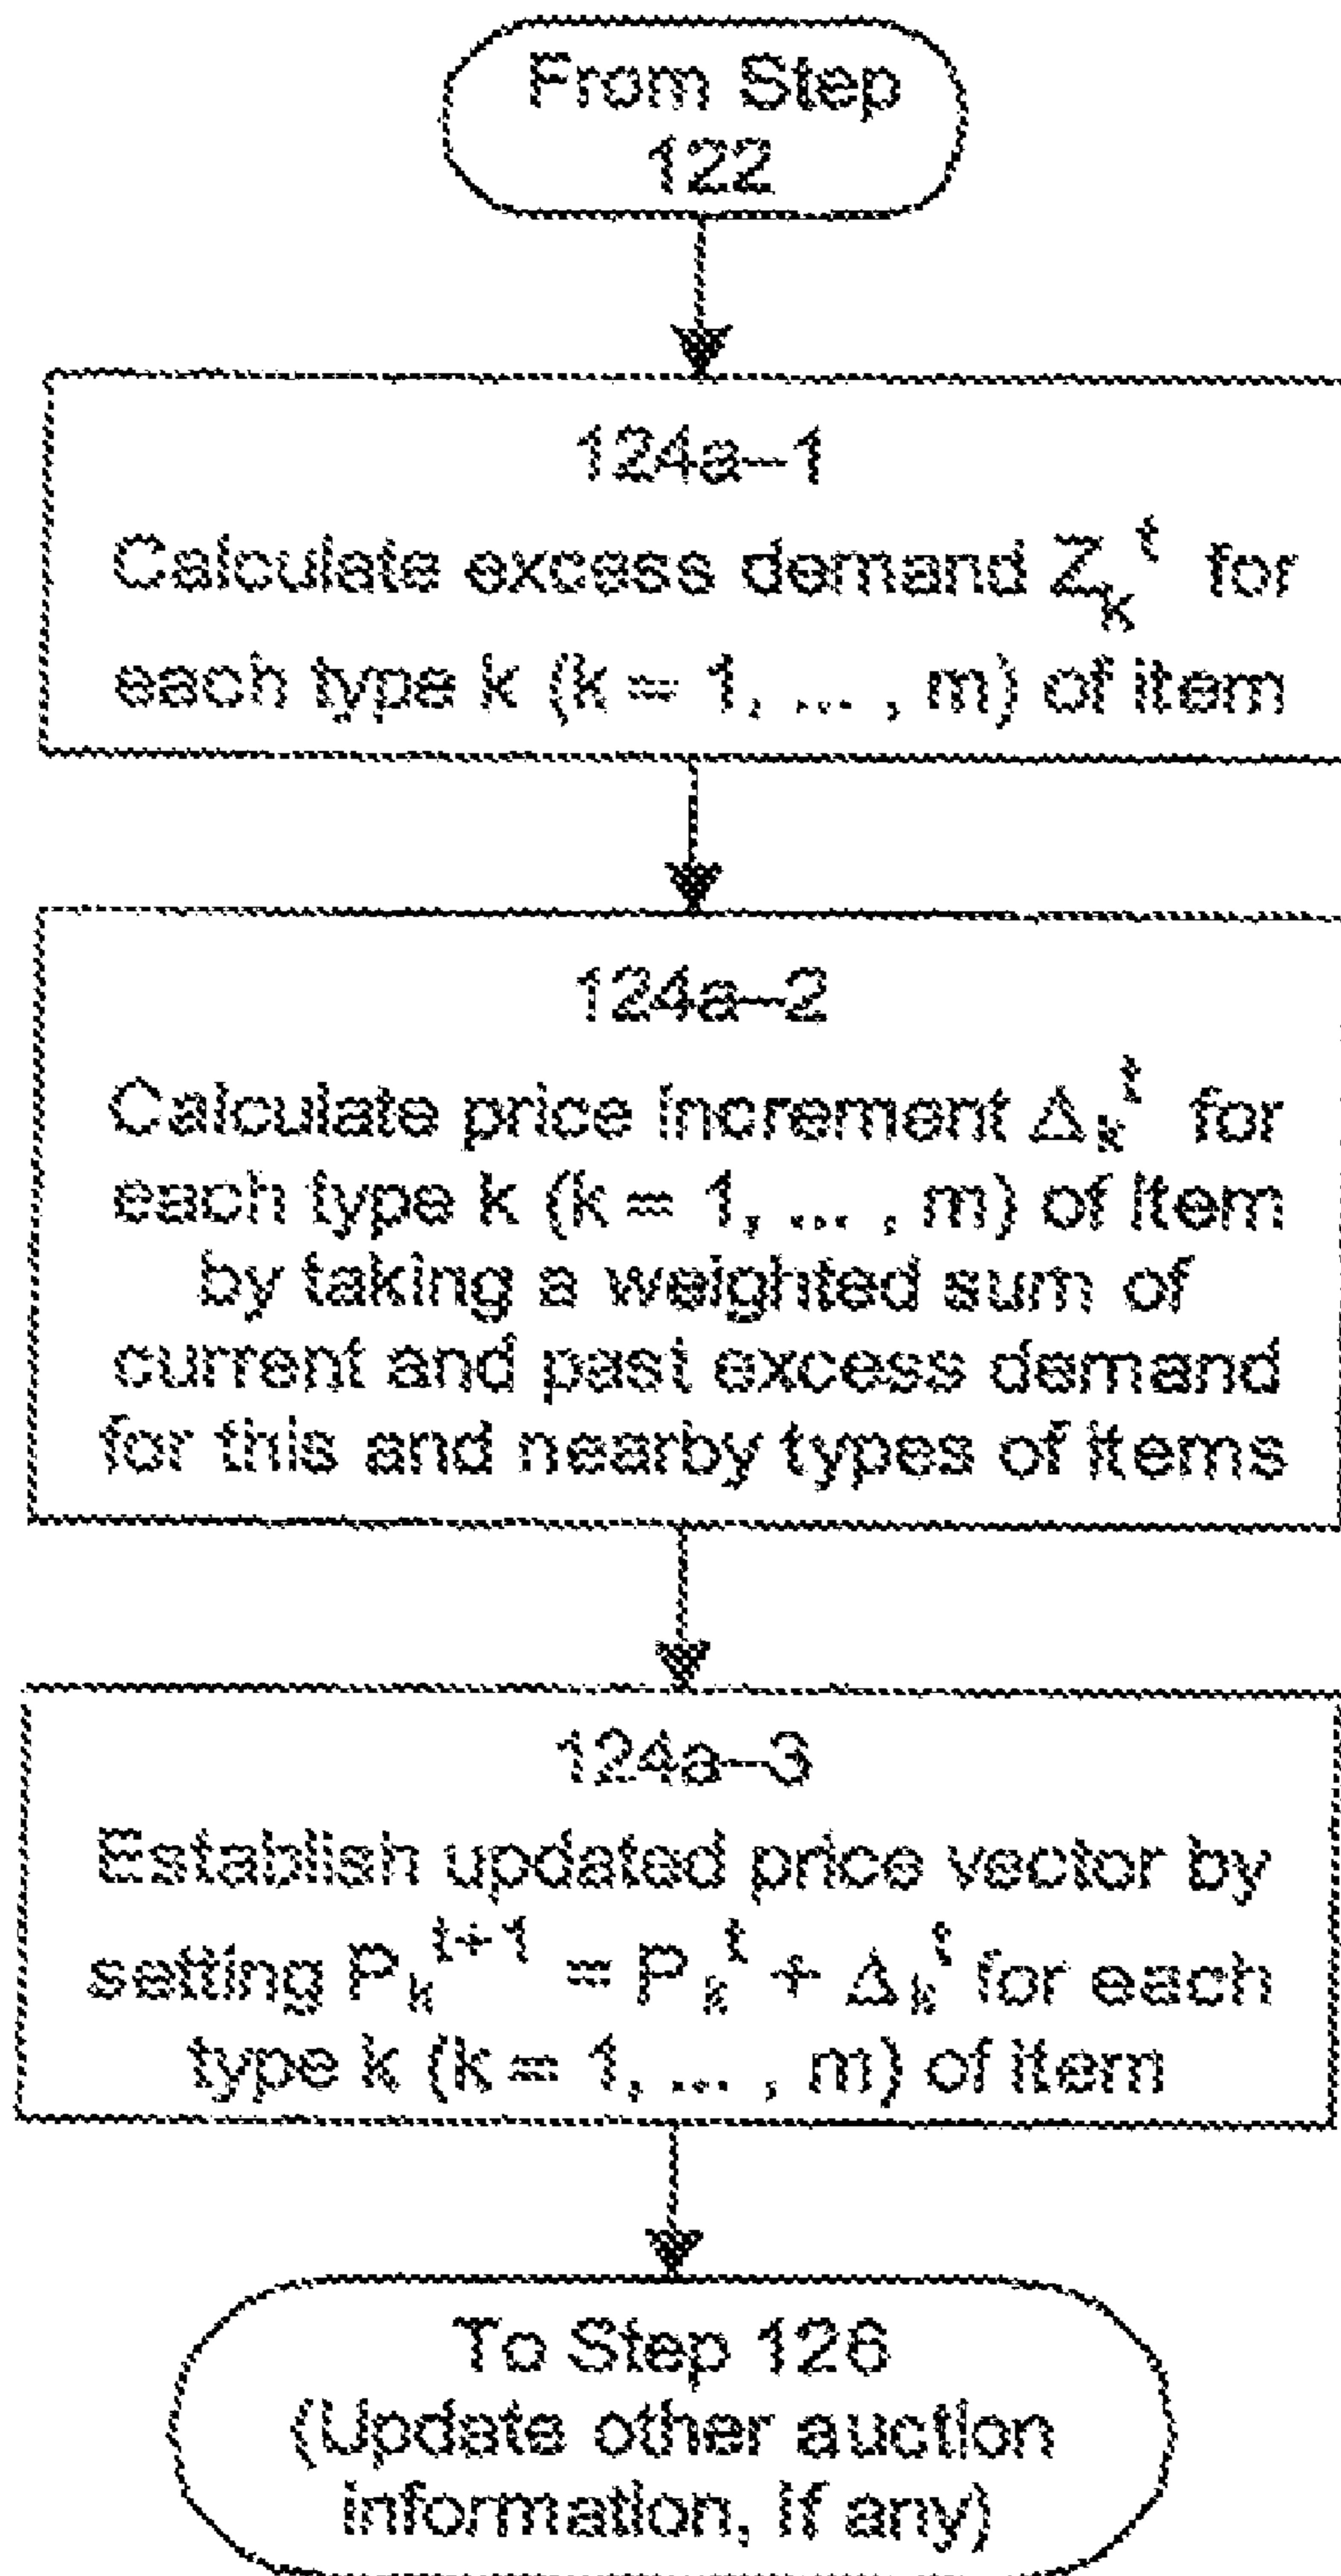 From Step
122
124a–1
Calculate excess demand Z_k^t for
each type k (k = 1, ... , m) of item
124a–2
Calculate price increment Δ_k^t for
each type k (k = 1, ... , m) of item
by taking a weighted sum of
current and past excess demand
for this and nearby types of items
124a–3
Establish updated price vector by
setting P_k^{t+1} = P_k^t + Δ_k^t for each
type k (k = 1, ... , m) of item
To Step 126
(Update other auction
information, if any)